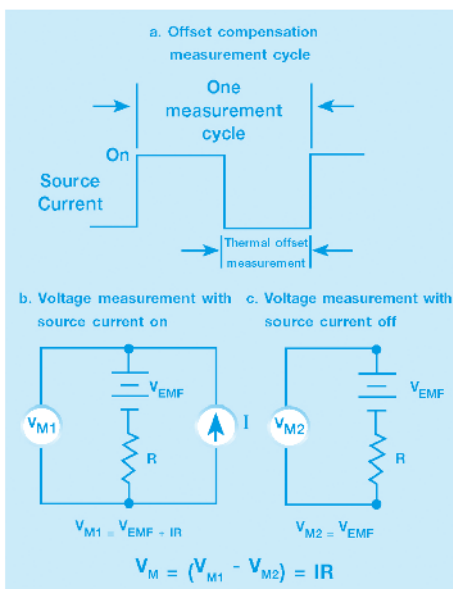 a. Offset compensation
measurement cycle
One
measurement
cycle
On
Source
Current
Thermal offset
measurement
b. Voltage measurement with
source current on
c. Voltage measurement with
source current off
VEMF
VM1
I
R
VM1 = VEMF + IR
VEMF
VM2
R
VM2 = VEMF
VM = (VM1 - VM2) = IR